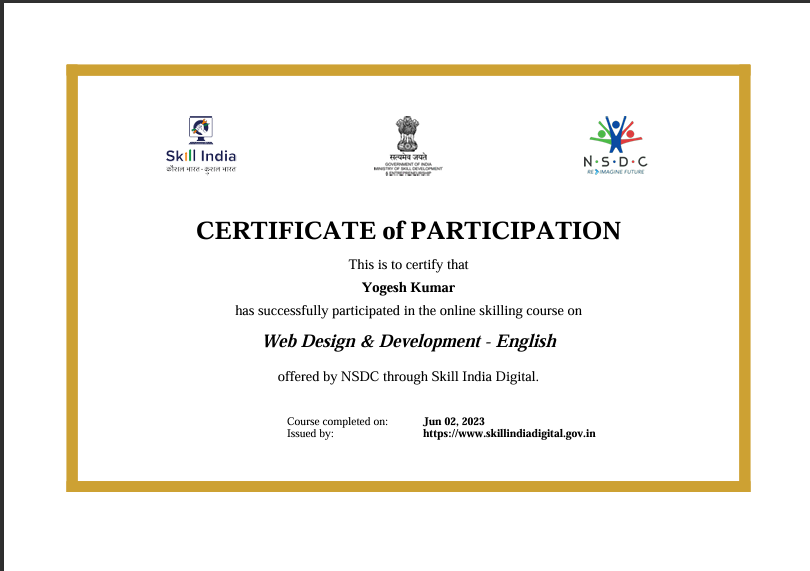 Skill India
कौशल भारत - कुशल भारत
सत्यमेव जयते
GOVERNMENT OF INDIA
MINISTRY OF SKILL DEVELOPMENT
& ENTREPRENEURSHIP
N·S·D·C
RE IMAGINE FUTURE
CERTIFICATE of PARTICIPATION
This is to certify that
Yogesh Kumar
has successfully participated in the online skilling course on
Web Design & Development - English
offered by NSDC through Skill India Digital.
Course completed on: Jun 02, 2023
Issued by: https://www.skillindiadigital.gov.in